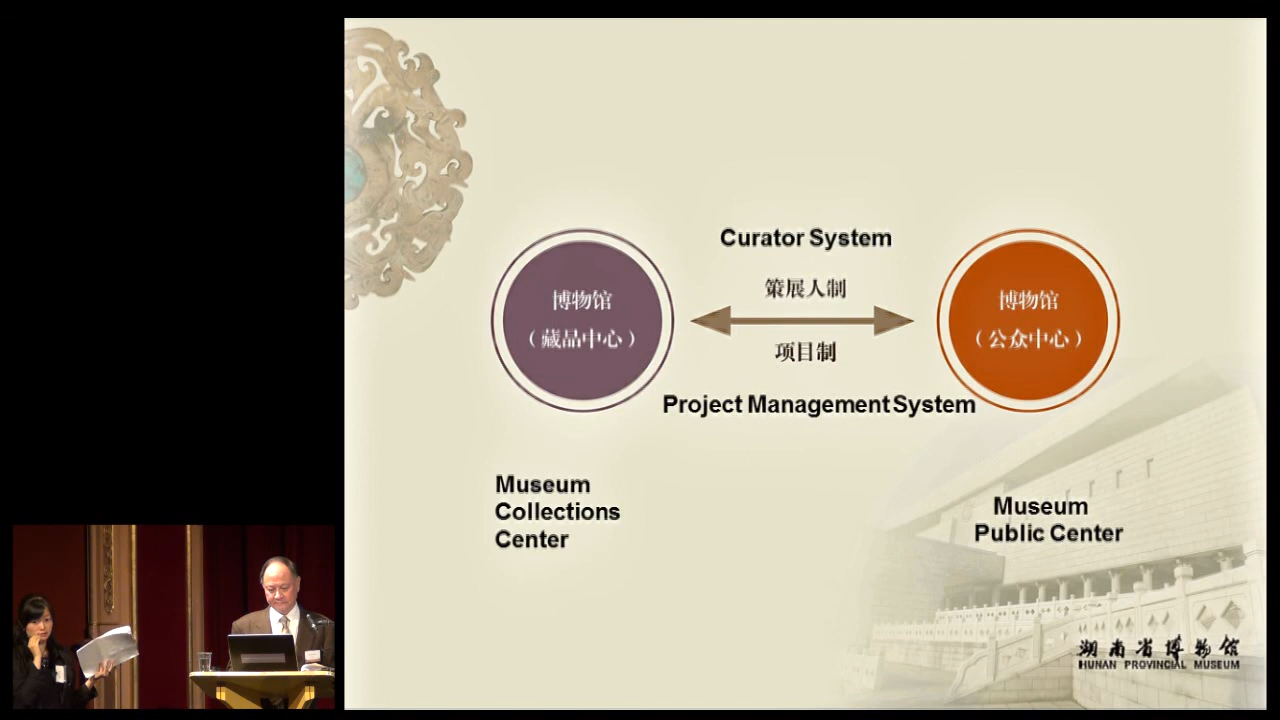 Curator System
策展人制
博物馆
（藏品中心）
博物馆
（公众中心）
项目制
Project Management System
Museum
Collections
Center
Museum
Public Center
湖南省博物馆
HUNAN PROVINCIAL MUSEUM